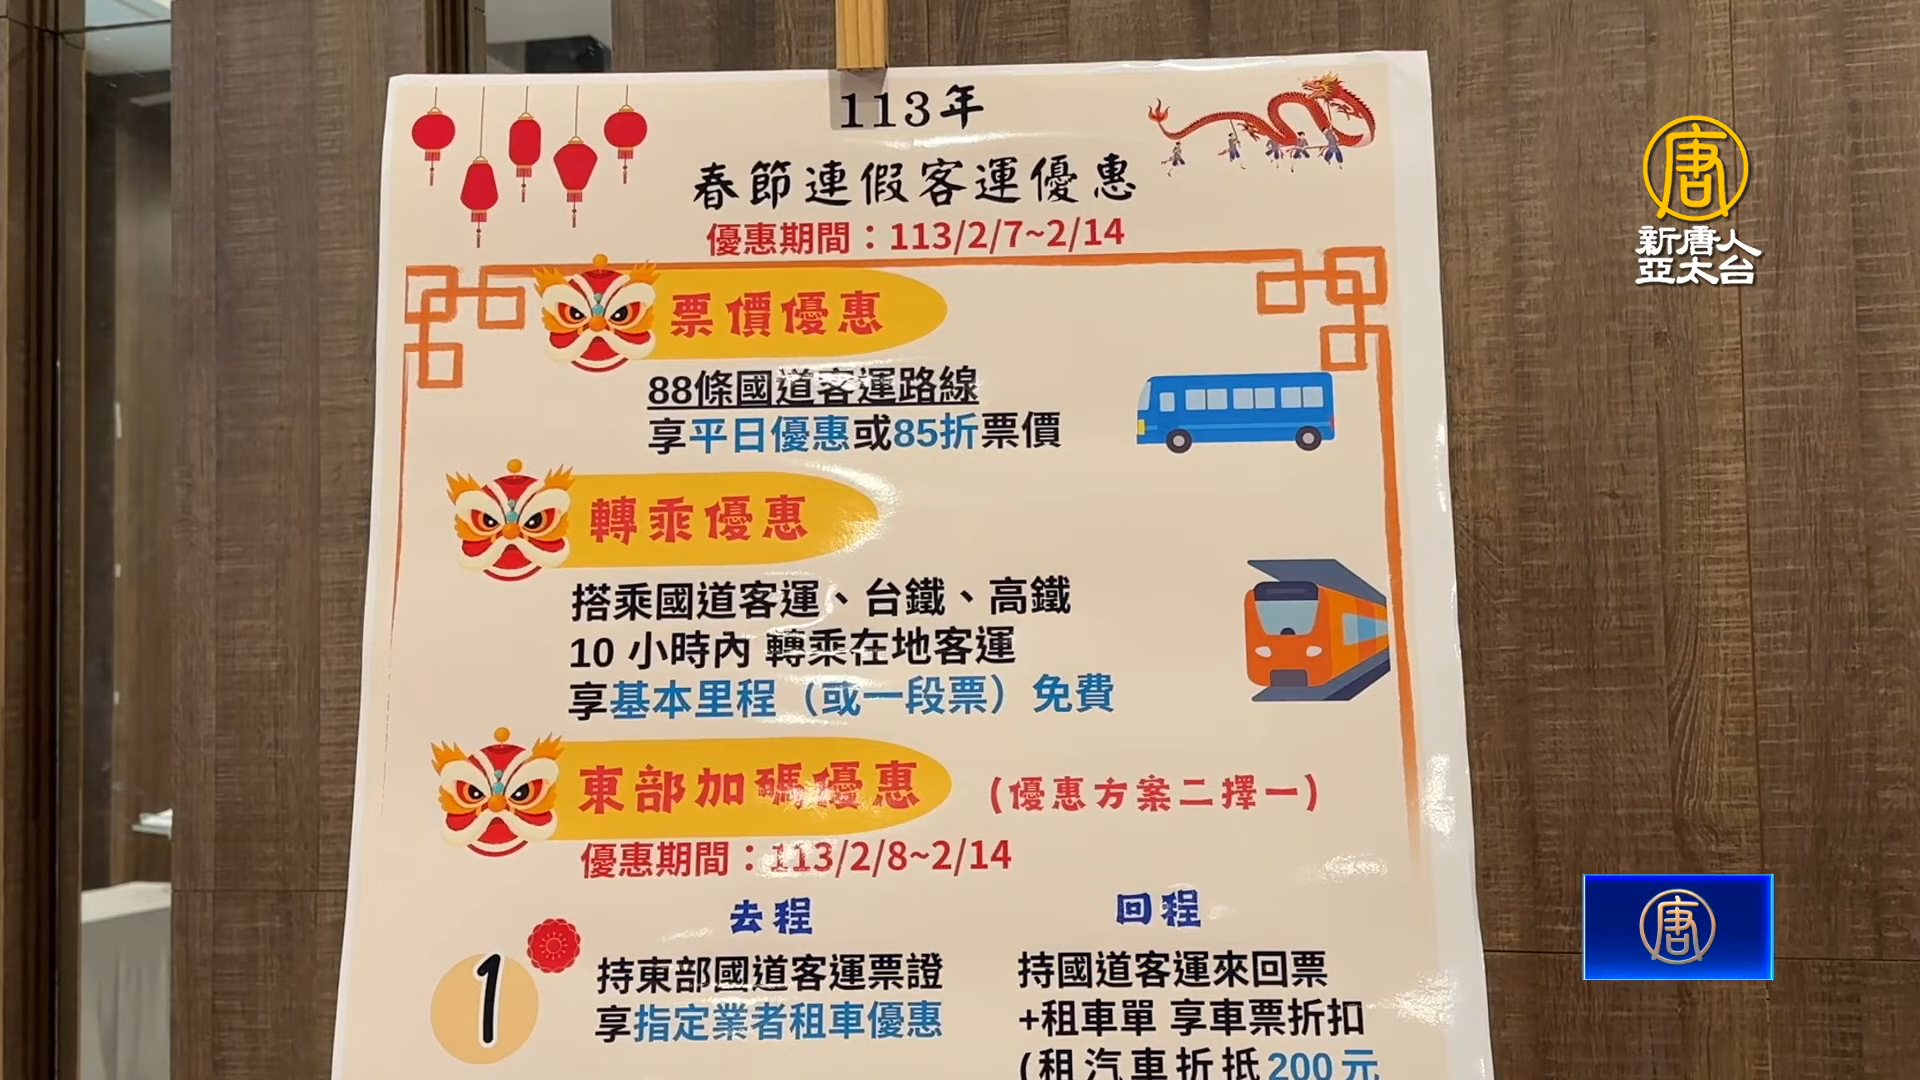 113年
春節連假客運優惠
優惠期間：113/2/7~2/14
票價優惠
88條國道客運路線
享平日優惠或85折票價
轉乘優惠
搭乘國道客運、台鐵、高鐵
10 小時內 轉乘在地客運
享基本里程（或一段票）免費
東部加碼優惠 (優惠方案二擇一)
優惠期間：113/2/8~2/14
去程
1
持東部國道客運票證
享指定業者租車優惠
回程
持國道客運來回票
+租車單 享車票折扣
(租汽車折抵200元
唐
新唐人
亞太台
唐